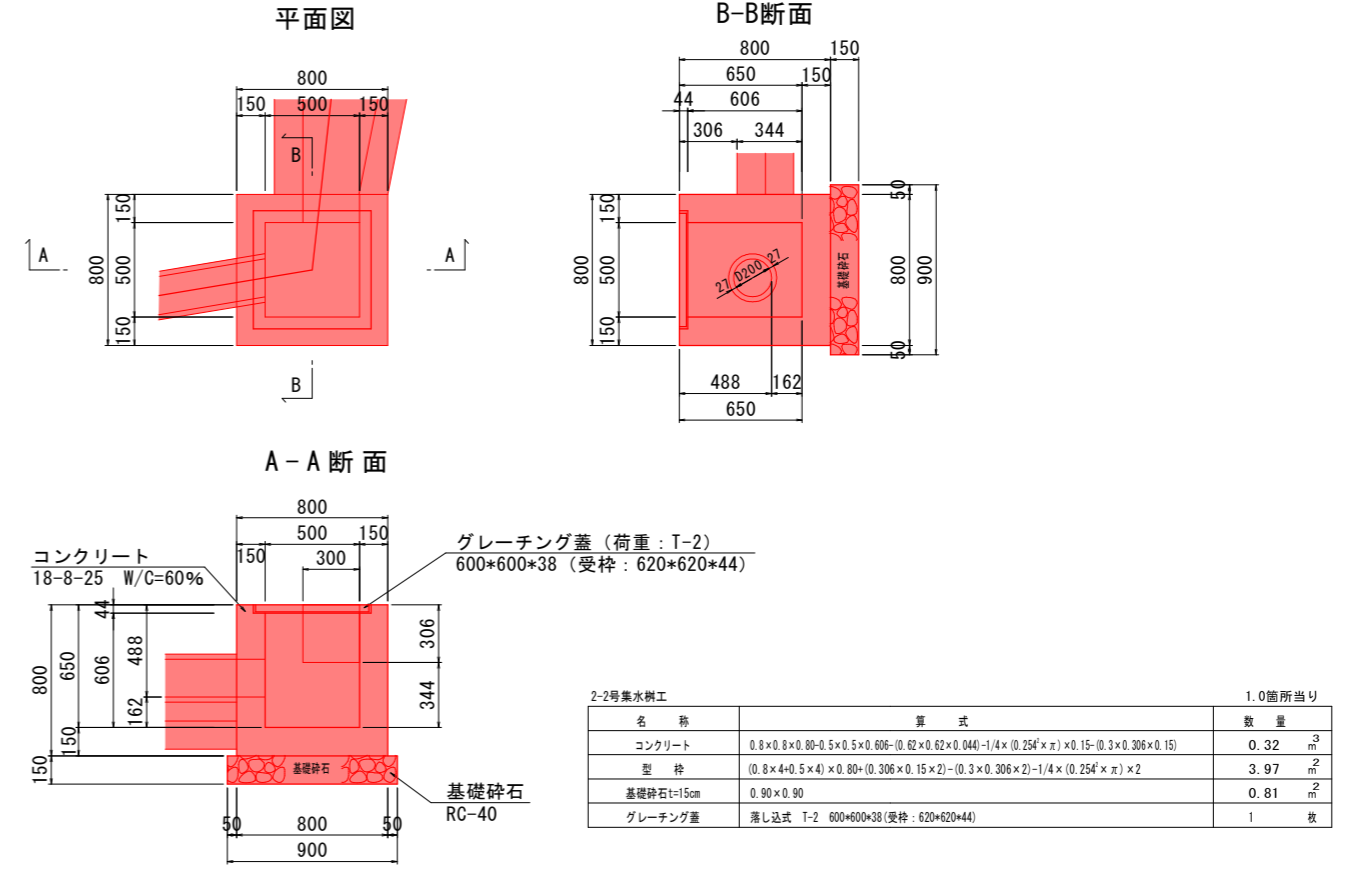 平面図
800
150 500 150
B
A A
150
500
150
800
B
B-B断面
800 150
650 150
44 606
306 344
150
500
150
800
27 D200 27
基礎砕石
50
800
50
900
488 162
650
A-A断面
800
500 150
150 300
コンクリート
18-8-25 W/C=60%
グレーチング蓋（荷重：T-2）
600*600*38（受枠：620*620*44）
44
606
488
162
650
150
800
150
306
344
基礎砕石
基礎砕石
RC-40
50 800 50
900
2-2号集水桝工 1.0箇所当り
名 称 算 式 数 量
コンクリート 0.8×0.8×0.80-0.5×0.5×0.606-(0.62×0.62×0.044)-1/4×(0.254²×π)×0.15-(0.3×0.306×0.15) 0.32 m³
型 枠 (0.8×4+0.5×4)×0.80+(0.306×0.15×2)-(0.3×0.306×2)-1/4×(0.254²×π)×2 3.97 m²
基礎砕石t=15cm 0.90×0.90 0.81 m²
グレーチング蓋 落し込式 T-2 600*600*38(受枠：620*620*44) 1 枚